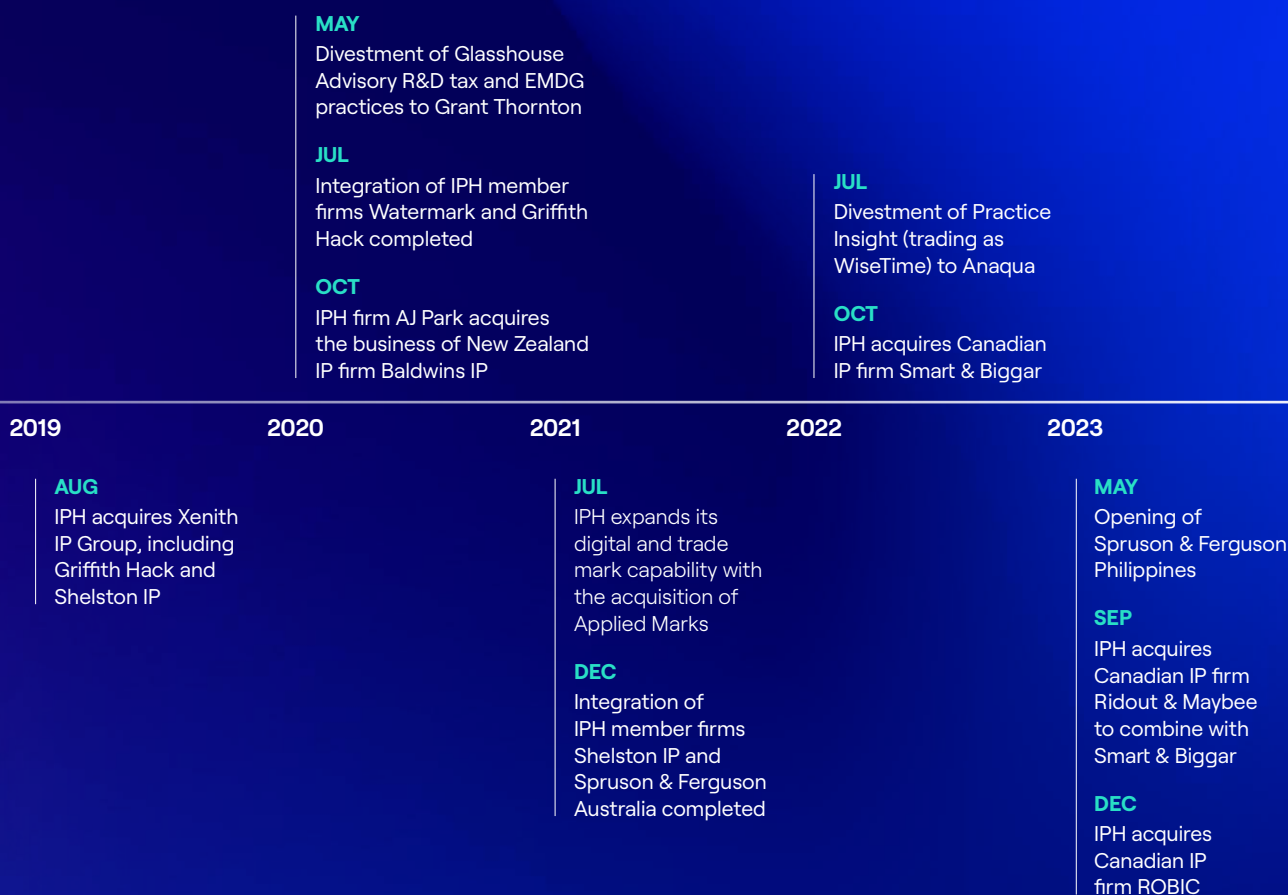 MAY
Divestment of Glasshouse
Advisory R&D tax and EMDG
practices to Grant Thornton
JUL
Integration of IPH member
firms Watermark and Griffith
Hack completed
OCT
IPH firm AJ Park acquires
the business of New Zealand
IP firm Baldwins IP
JUL
Divestment of Practice
Insight (trading as
WiseTime) to Anaqua
OCT
IPH acquires Canadian
IP firm Smart & Biggar
2019
2020
2021
2022
2023
AUG
IPH acquires Xenith
IP Group, including
Griffith Hack and
Shelston IP
JUL
IPH expands its
digital and trade
mark capability with
the acquisition of
Applied Marks
DEC
Integration of
IPH member firms
Shelston IP and
Spruson & Ferguson
Australia completed
MAY
Opening of
Spruson & Ferguson
Philippines
SEP
IPH acquires
Canadian IP firm
Ridout & Maybee
to combine with
Smart & Biggar
DEC
IPH acquires
Canadian IP
firm ROBIC